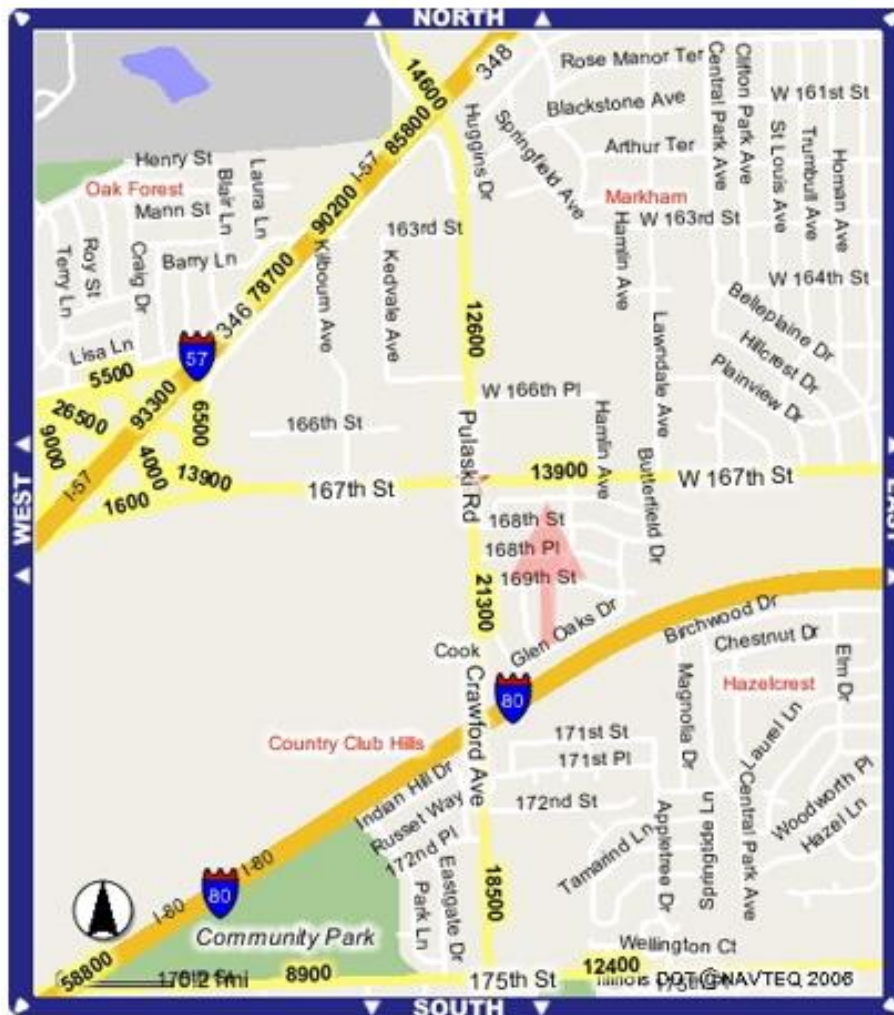 NORTH
14600
348
Rose Manor Ter
Central Park Ave
Clifton Park Ave
W 161st St
Blackstone Ave
Huggins Dr
Springfield Ave
St Louis Ave
Trumbull Ave
Homan Ave
85800
I-57
Arthur Ter
Henry St
Oak Forest
Blair Ln
Laura Ln
Markham
Mann St
90200
163rd St
Hamlin Ave
W 163rd St
Terry Ln
Roy St
Craig Dr
Barry Ln
78700
Kilbourn Ave
Kedvale Ave
W 164th St
346
12600
Belleplaine Dr
Lisa Ln
57
Lawndale Ave
Hillcrest Dr
5500
Plainview Dr
93300
W 166th Pl
26500
6500
166th St
Pulaski Rd
Hamlin Ave
9000
4000
13900
13900
Butterfield Dr
W 167th St
I-57
1600
167th St
WEST
EAST
168th St
168th Pl
169th St
21300
Glen Oaks Dr
Birchwood Dr
Cook
Chestnut Dr
Crawford Ave
Magnolia Dr
Hazelcrest
Elm Dr
80
Country Club Hills
171st St
Laurel Ln
171st Pl
Indian Hill Dr
172nd St
Central Park Ave
Woodworth Pl
Russet Way
Springside Ln
Hazel Ln
172nd Pl
Tamarind Ln
Appletree Dr
I-80
80
I-80
Eastgate Dr
18500
Park Ln
Community Park
Wellington Ct
58800
0.21mi
8900
175th St
12400
Illinois DOT @NAVTEQ 2006
SOUTH